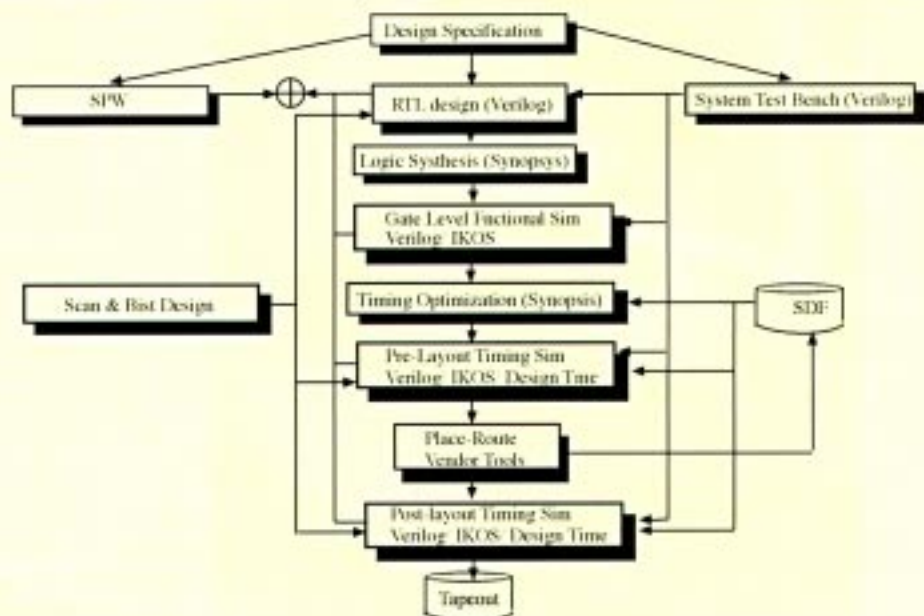 Design Specification
SPW
RTL design (Verilog)
System Test Bench (Verilog)
Logic Systhesis (Synopsys)
Gate Level Fuctional Sim
Verilog IKOS
Scan & Bist Design
Timing Optimization (Synopsis)
SDF
Pre-Layout Timing Sim
Verilog IKOS Design Time
Place-Route
Vendor Tools
Post-layout Timing Sim
Verilog IKOS Design Time
Tapeout